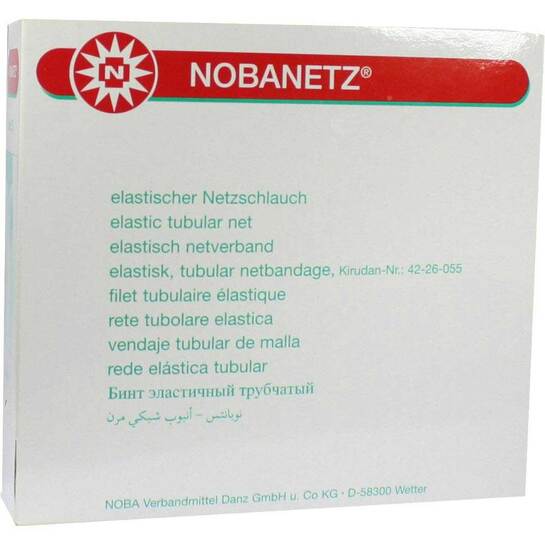 N
NOBANETZ®
elastischer Netzschlauch
elastic tubular net
elastisch netverband
elastisk, tubular netbandage, Kirudan-Nr.: 42-26-055
filet tubulaire élastique
rete tubolare elastica
vendaje tubular de malla
rede elástica tubular
Бинт эластичный трубчатый
نوبانتس – أنبوب شبكي مرن
NOBA Verbandmittel Danz GmbH u. Co KG · D-58300 Wetter